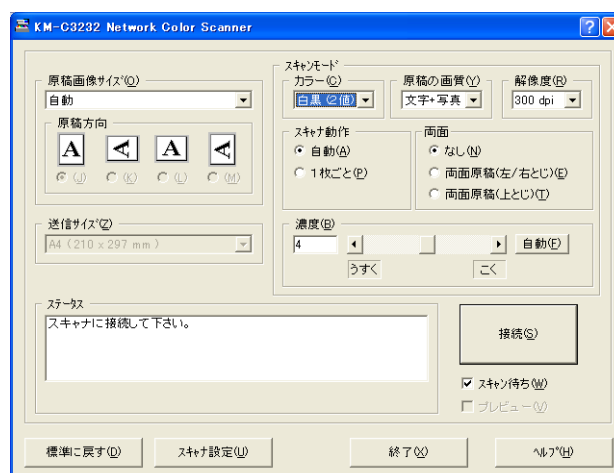 KM-C3232 Network Color Scanner
原稿画像サイズ(O)
自動
原稿方向
A A A A
(J) (K) (L) (M)
送信サイズ(Z)
A4 ( 210 x 297 mm )
スキャンモード
カラー(C) 原稿の画質(Y) 解像度(R)
白黒 (2値) 文字+写真 300 dpi
スキャナ動作
自動(A)
1枚ごと(P)
両面
なし(N)
両面原稿(左/右とじ)(E)
両面原稿(上とじ)(T)
濃度(B)
4 自動(F)
うすく こく
ステータス
スキャナに接続して下さい。
接続(S)
スキャン待ち(W)
プレビュー(V)
標準に戻す(D) スキャナ設定(U) 終了(X) ヘルプ(H)